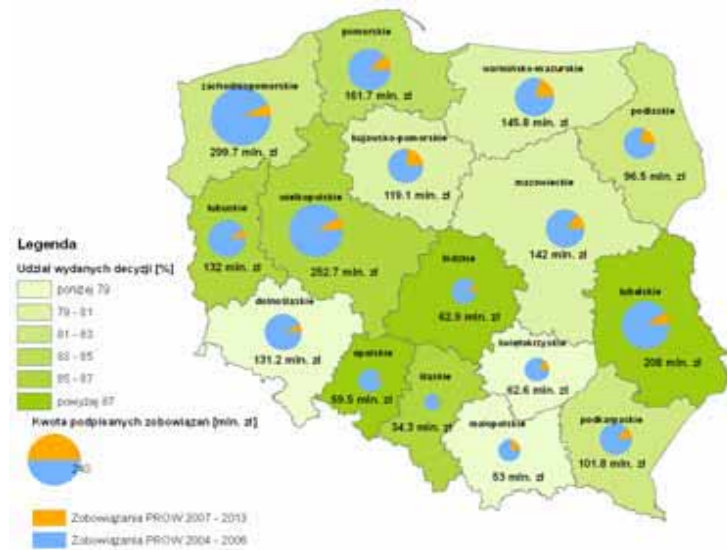 pomorskie
161.7 mln. zł
warmińsko-mazurskie
145.8 mln. zł
zachodniopomorskie
299.7 mln. zł
podlaskie
96.5 mln. zł
kujawsko-pomorskie
119.1 mln. zł
mazowieckie
142 mln. zł
lubuskie
132 mln. zł
wielkopolskie
252.7 mln. zł
łódzkie
62.9 mln. zł
lubelskie
208 mln. zł
dolnośląskie
131.2 mln. zł
opolskie
59.5 mln. zł
śląskie
34.3 mln. zł
świętokrzyskie
62.6 mln. zł
małopolskie
53 mln. zł
podkarpackie
101.8 mln. zł
Legenda
Udział wydanych decyzji [%]
poniżej 79
79 - 81
81 - 83
83 - 85
85 - 87
powyżej 87
Kwota podpisanych zobowiązań [mln. zł]
Zobowiązania PROW 2007 - 2013
Zobowiązania PROW 2004 - 2006